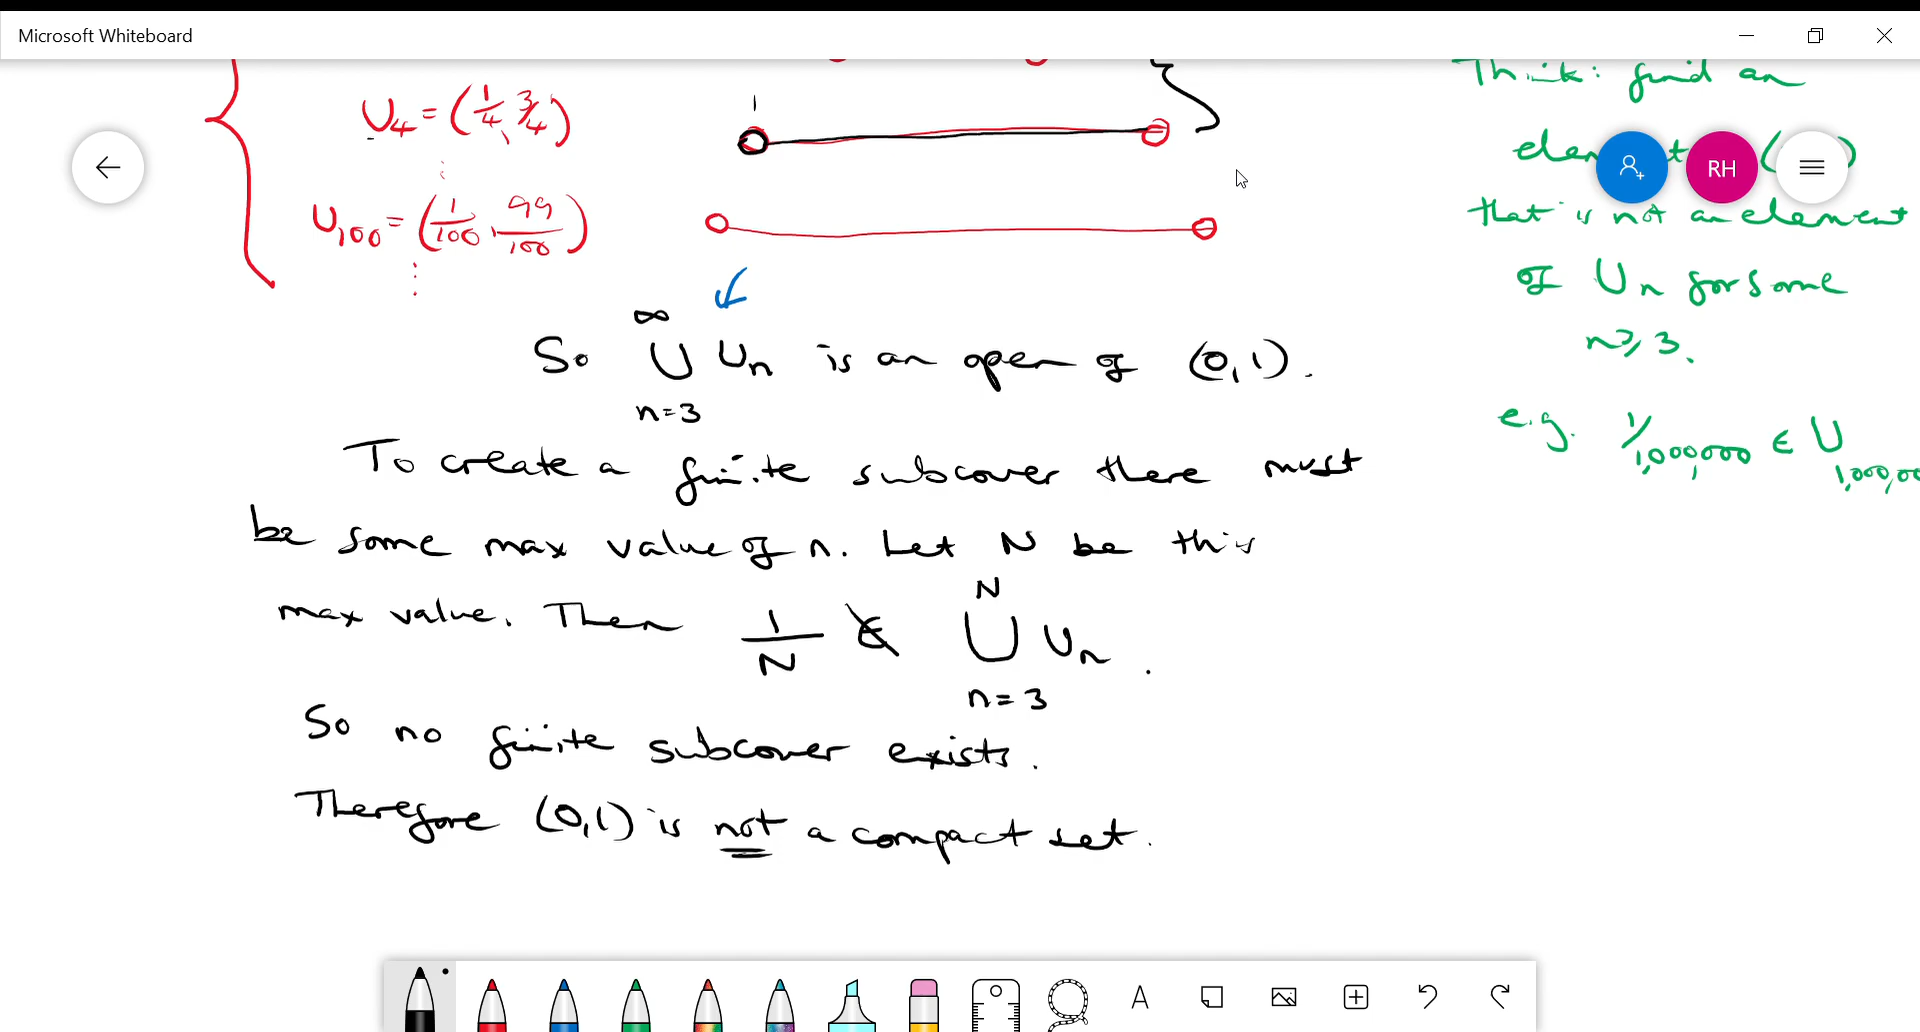 Microsoft Whiteboard
U₄ = (1/4, 3/4)
⋮
U₁₀₀ = (1/100, 99/100)
⋮
1
So ∞⋃n=3 Uₙ is an open of (0,1).
To create a finite subcover there must
be some max value of n. Let N be this
max value. Then 1/N ∉ N⋃n=3 Uₙ.
So no finite subcover exists.
Therefore (0,1) is not a compact set.
Think: find an
that is not an element
of Uₙ for some
n ≥ 3.
e.g. 1/1,000,000 ∈ U
RH
A